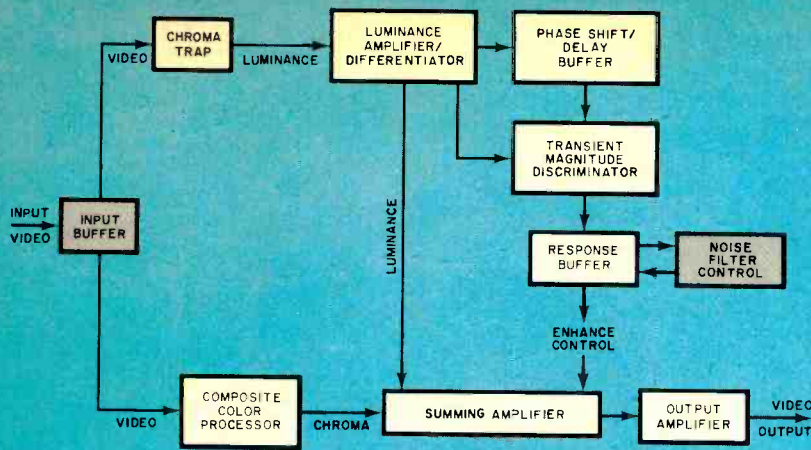 CHROMA
TRAP
VIDEO
LUMINANCE
LUMINANCE
AMPLIFIER/
DIFFERENTIATOR
PHASE SHIFT/
DELAY
BUFFER
TRANSIENT
MAGNITUDE
DISCRIMINATOR
INPUT
VIDEO
INPUT
BUFFER
LUMINANCE
RESPONSE
BUFFER
NOISE
FILTER
CONTROL
ENHANCE
CONTROL
COMPOSITE
COLOR
PROCESSOR
VIDEO
CHROMA
SUMMING AMPLIFIER
OUTPUT
AMPLIFIER
VIDEO
OUTPUT